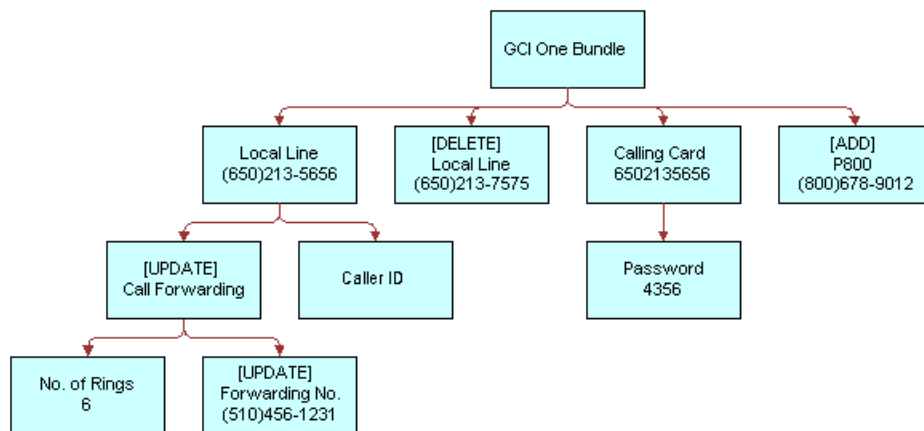 GCI One Bundle
Local Line
(650)213-5656
[DELETE]
Local Line
(650)213-7575
Calling Card
6502135656
[ADD]
P800
(800)678-9012
[UPDATE]
Call Forwarding
Caller ID
Password
4356
No. of Rings
6
[UPDATE]
Forwarding No.
(510)456-1231